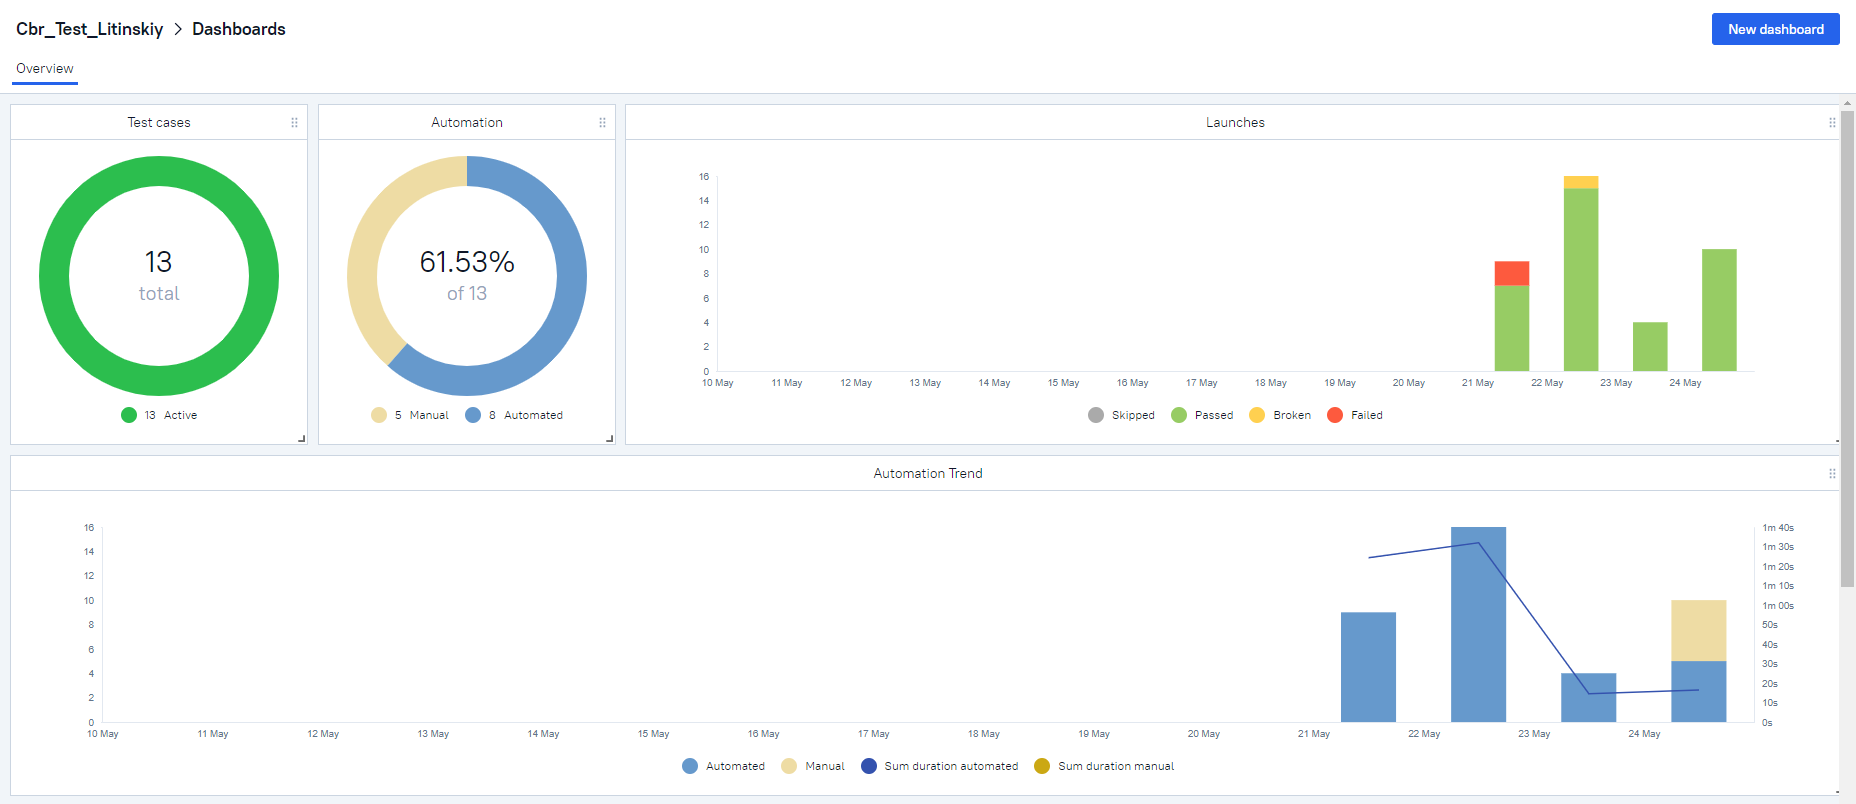 Cbr_Test_Litinskiy > Dashboards
New dashboard
Overview
Test cases
13
total
13 Active
Automation
61.53%
of 13
5 Manual 8 Automated
Launches
16
14
12
10
8
6
4
2
0
10 May 11 May 12 May 13 May 14 May 15 May 16 May 17 May 18 May 19 May 20 May 21 May 22 May 23 May 24 May
Skipped Passed Broken Failed
Automation Trend
16
14
12
10
8
6
4
2
0
1m 40s
1m 30s
1m 20s
1m 10s
1m 00s
50s
40s
30s
20s
10s
0s
10 May 11 May 12 May 13 May 14 May 15 May 16 May 17 May 18 May 19 May 20 May 21 May 22 May 23 May 24 May
Automated Manual Sum duration automated Sum duration manual